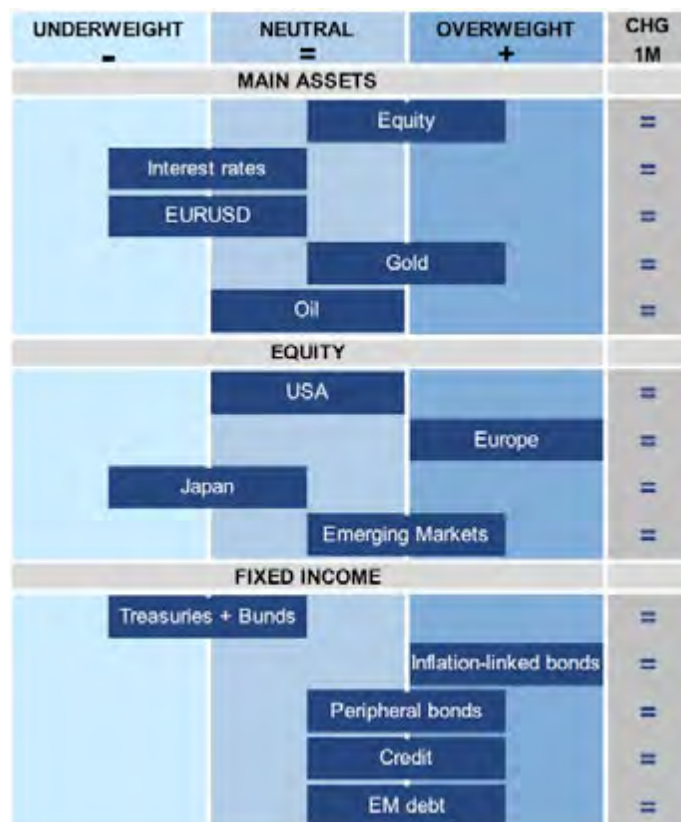 UNDERWEIGHT NEUTRAL OVERWEIGHT CHG
- = + 1M
MAIN ASSETS
Equity =
Interest rates =
EURUSD =
Gold =
Oil =
EQUITY
USA =
Europe =
Japan =
Emerging Markets =
FIXED INCOME
Treasuries + Bunds =
Inflation-linked bonds =
Peripheral bonds =
Credit =
EM debt =